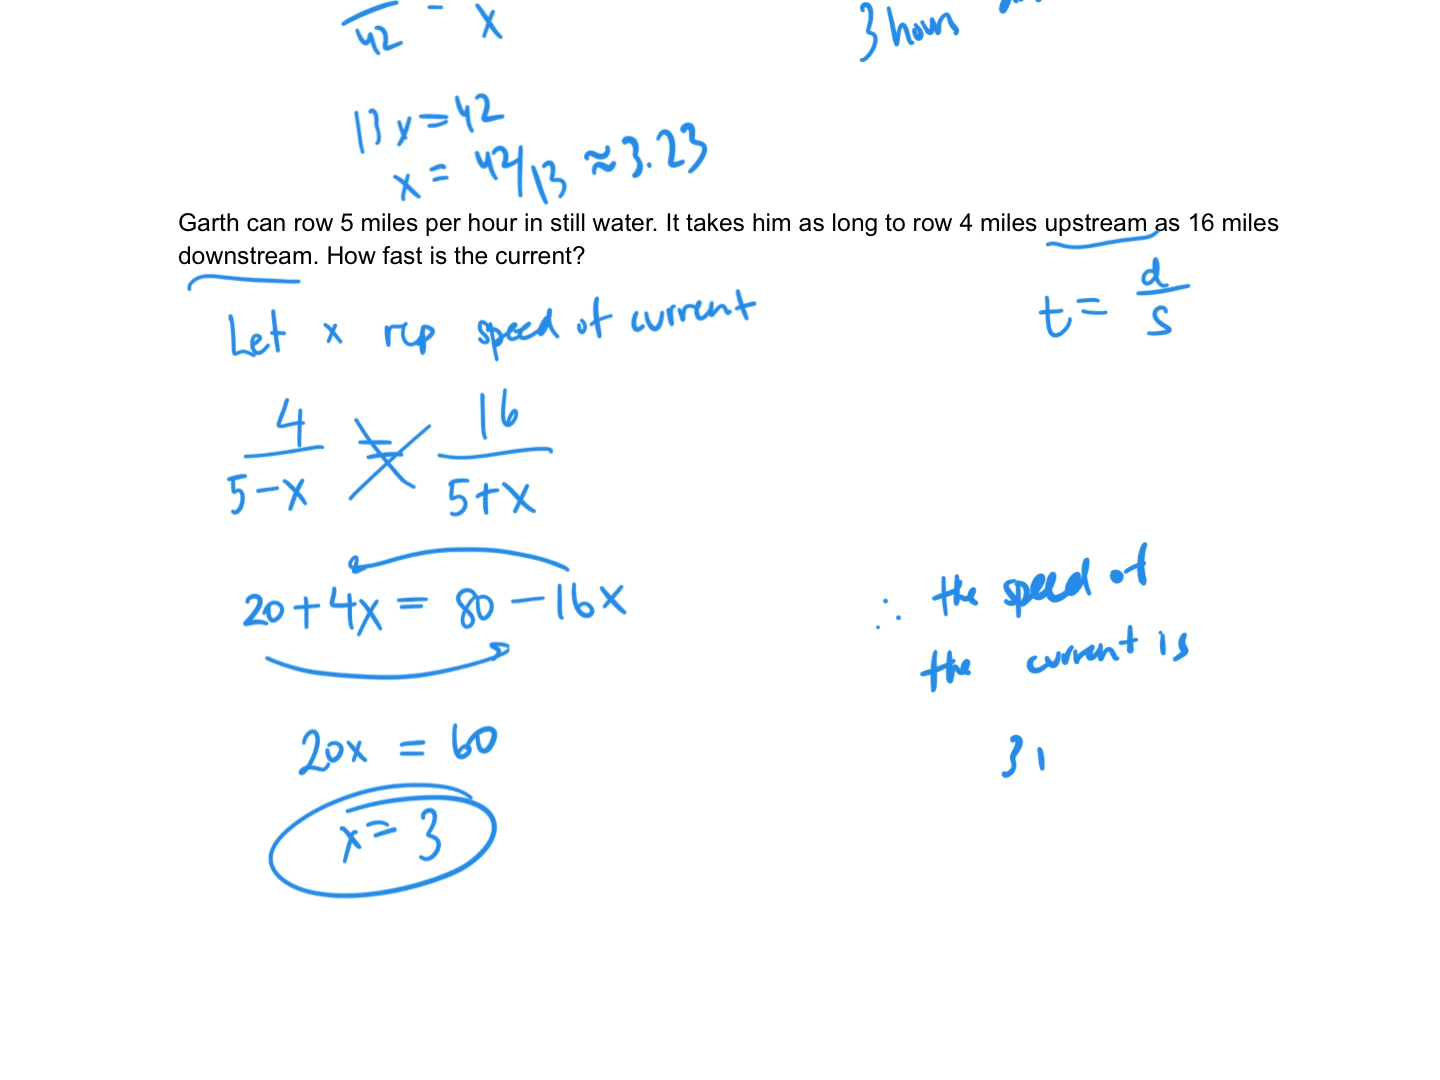 42 = x
3 hours
13x = 42
x = 42/13 ≈ 3.23
Garth can row 5 miles per hour in still water. It takes him as long to row 4 miles upstream as 16 miles
downstream. How fast is the current?
t = d/s
Let x rep speed of current
4/(5-x) = 16/(5+x)
20+4x = 80-16x
∴ the speed of
the current is
20x = 60
3
x = 3